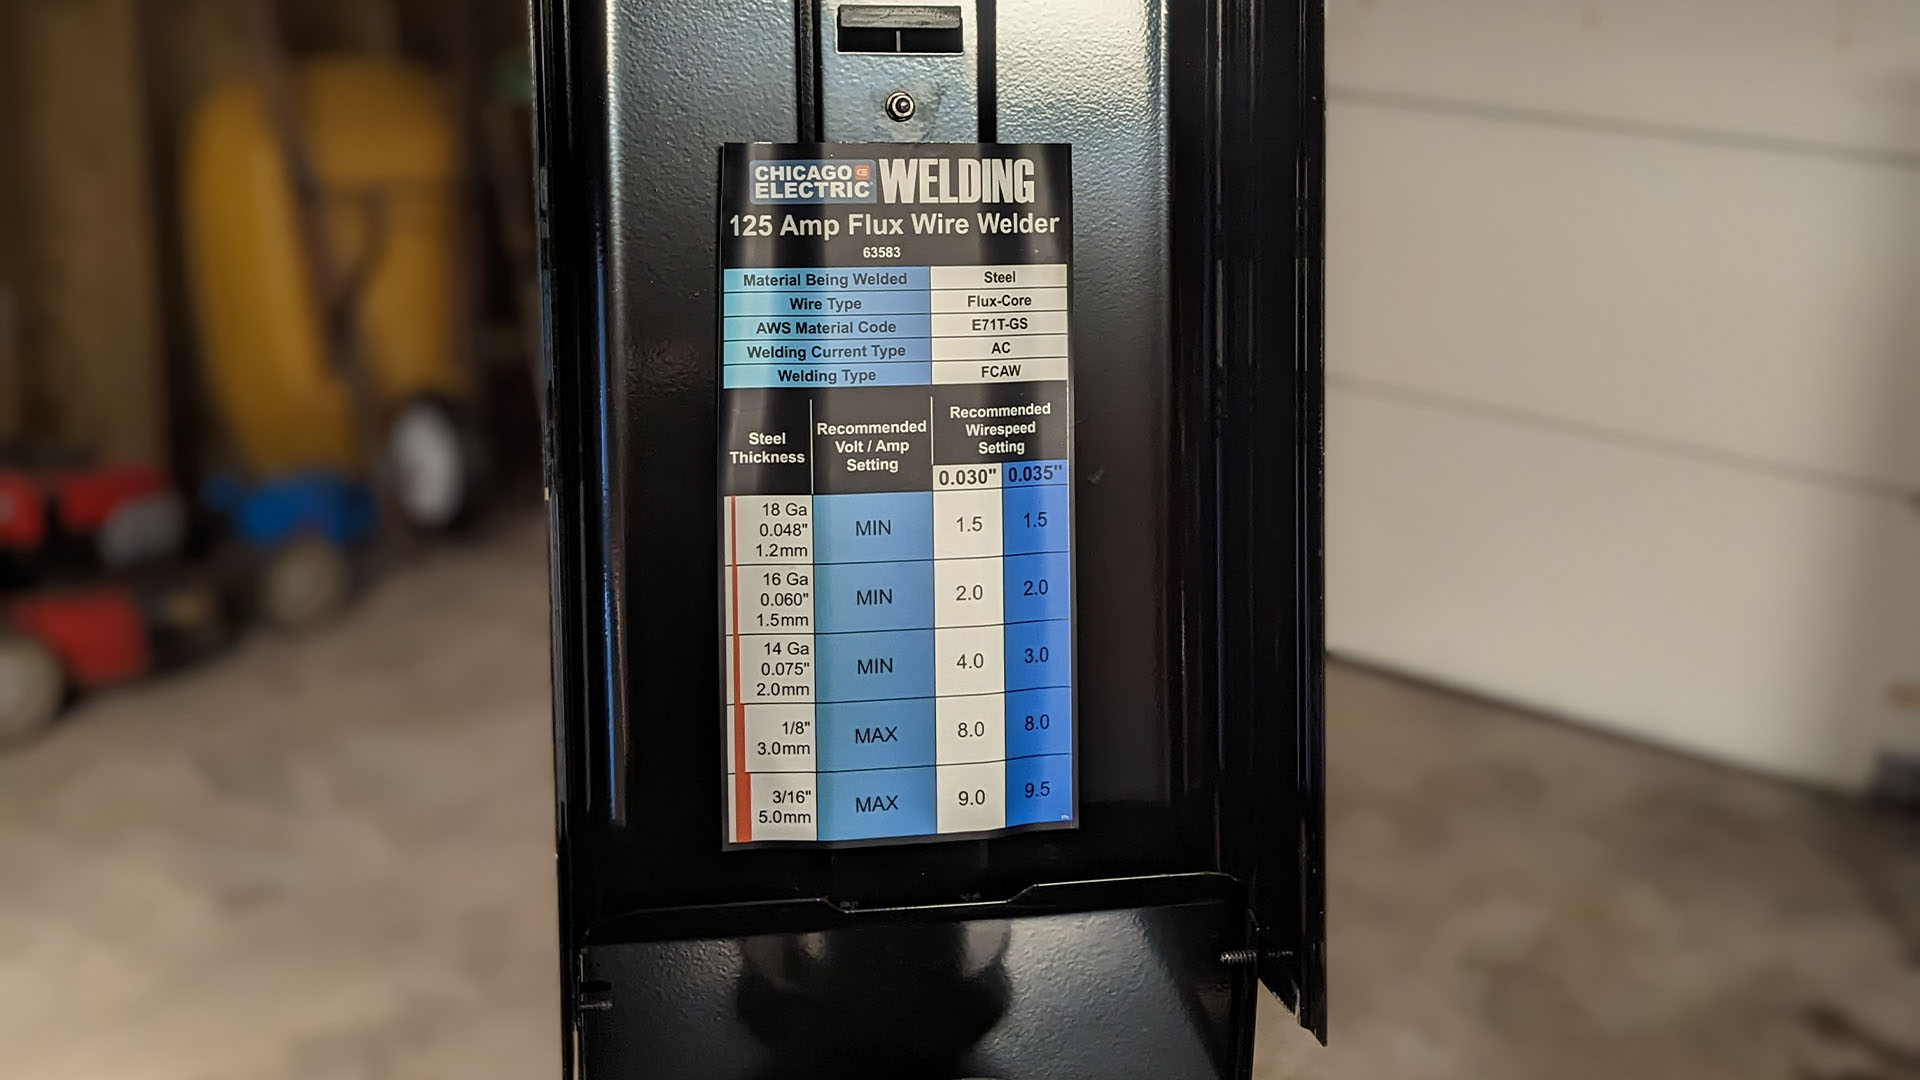 CHICAGO
ELECTRIC WELDING
125 Amp Flux Wire Welder
63583
Material Being Welded Steel
Wire Type Flux-Core
AWS Material Code E71T-GS
Welding Current Type AC
Welding Type FCAW
Steel
Thickness
Recommended
Volt / Amp
Setting
Recommended
Wirespeed
Setting
0.030" 0.035"
18 Ga
0.048"
1.2mm
MIN 1.5 1.5
16 Ga
0.060"
1.5mm
MIN 2.0 2.0
14 Ga
0.075"
2.0mm
MIN 4.0 3.0
1/8"
3.0mm
MAX 8.0 8.0
3/16"
5.0mm
MAX 9.0 9.5